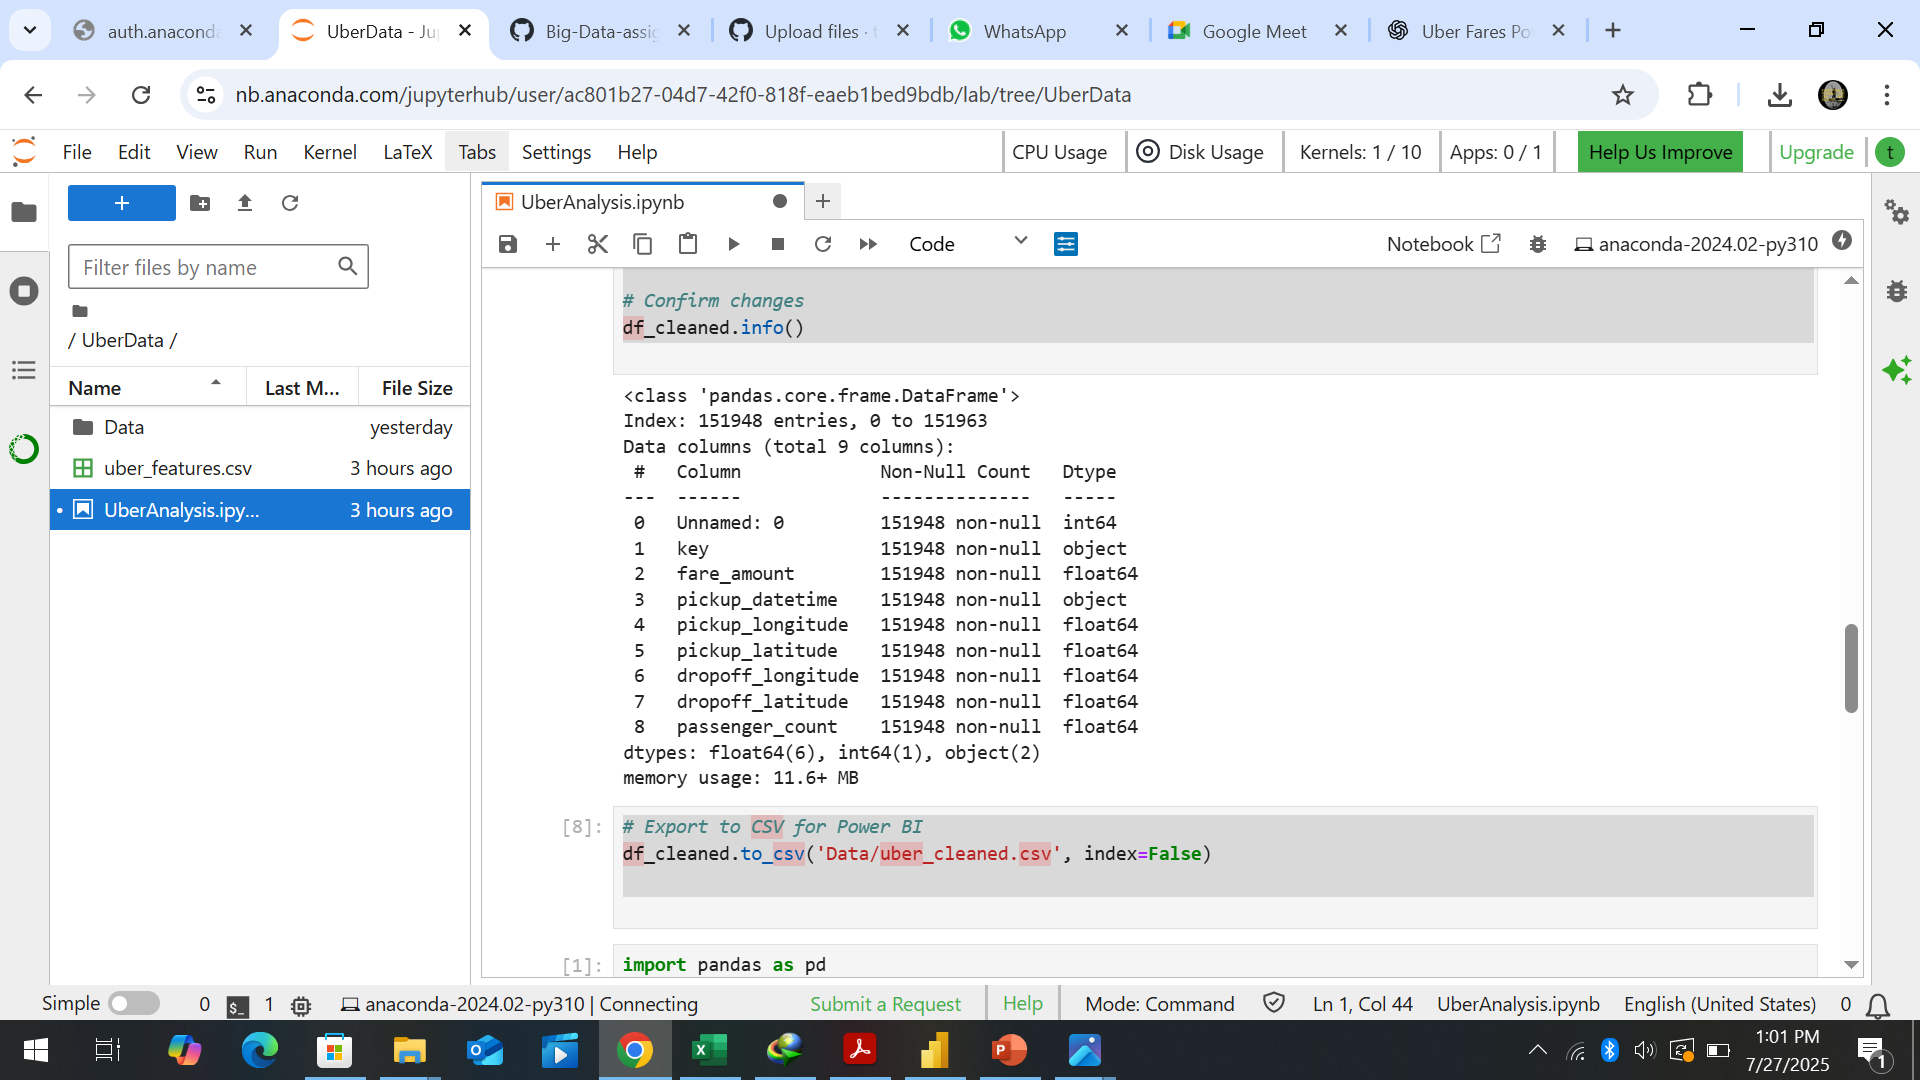 auth.anaconda
UberData - Ju
Big-Data-assig
Upload files · t
WhatsApp
Google Meet
Uber Fares Po
nb.anaconda.com/jupyterhub/user/ac801b27-04d7-42f0-818f-eaeb1bed9bdb/lab/tree/UberData
File Edit View Run Kernel LaTeX Tabs Settings Help
CPU Usage Disk Usage Kernels: 1 / 10 Apps: 0 / 1 Help Us Improve Upgrade t
UberAnalysis.ipynb
Code Notebook anaconda-2024.02-py310
Filter files by name
/ UberData /
Name Last M... File Size
Data yesterday
uber_features.csv 3 hours ago
UberAnalysis.ipy... 3 hours ago
# Confirm changes
df_cleaned.info()
<class 'pandas.core.frame.DataFrame'>
Index: 151948 entries, 0 to 151963
Data columns (total 9 columns):
# Column Non-Null Count Dtype
--- ------ -------------- -----
0 Unnamed: 0 151948 non-null int64
1 key 151948 non-null object
2 fare_amount 151948 non-null float64
3 pickup_datetime 151948 non-null object
4 pickup_longitude 151948 non-null float64
5 pickup_latitude 151948 non-null float64
6 dropoff_longitude 151948 non-null float64
7 dropoff_latitude 151948 non-null float64
8 passenger_count 151948 non-null float64
dtypes: float64(6), int64(1), object(2)
memory usage: 11.6+ MB
[8]: # Export to CSV for Power BI
df_cleaned.to_csv('Data/uber_cleaned.csv', index=False)
[1]: import pandas as pd
Simple 0 $_ 1 anaconda-2024.02-py310 | Connecting Submit a Request Help Mode: Command Ln 1, Col 44 UberAnalysis.ipynb English (United States) 0
1:01 PM
7/27/2025
1